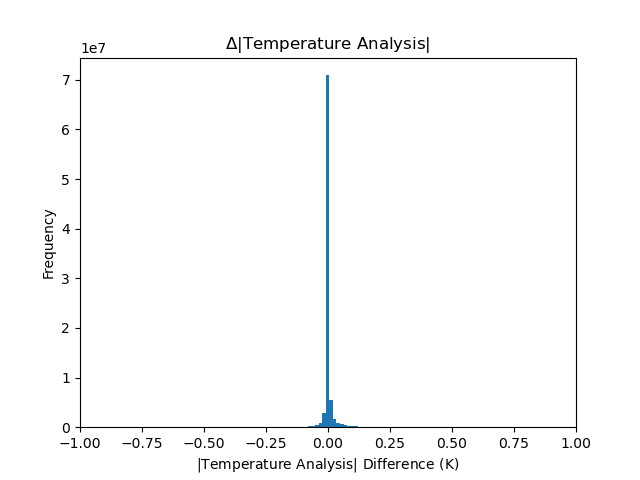 Δ|Temperature Analysis|
1e7
7
6
5
4
3
2
1
0
Frequency
−1.00 −0.75 −0.50 −0.25 0.00 0.25 0.50 0.75 1.00
|Temperature Analysis| Difference (K)